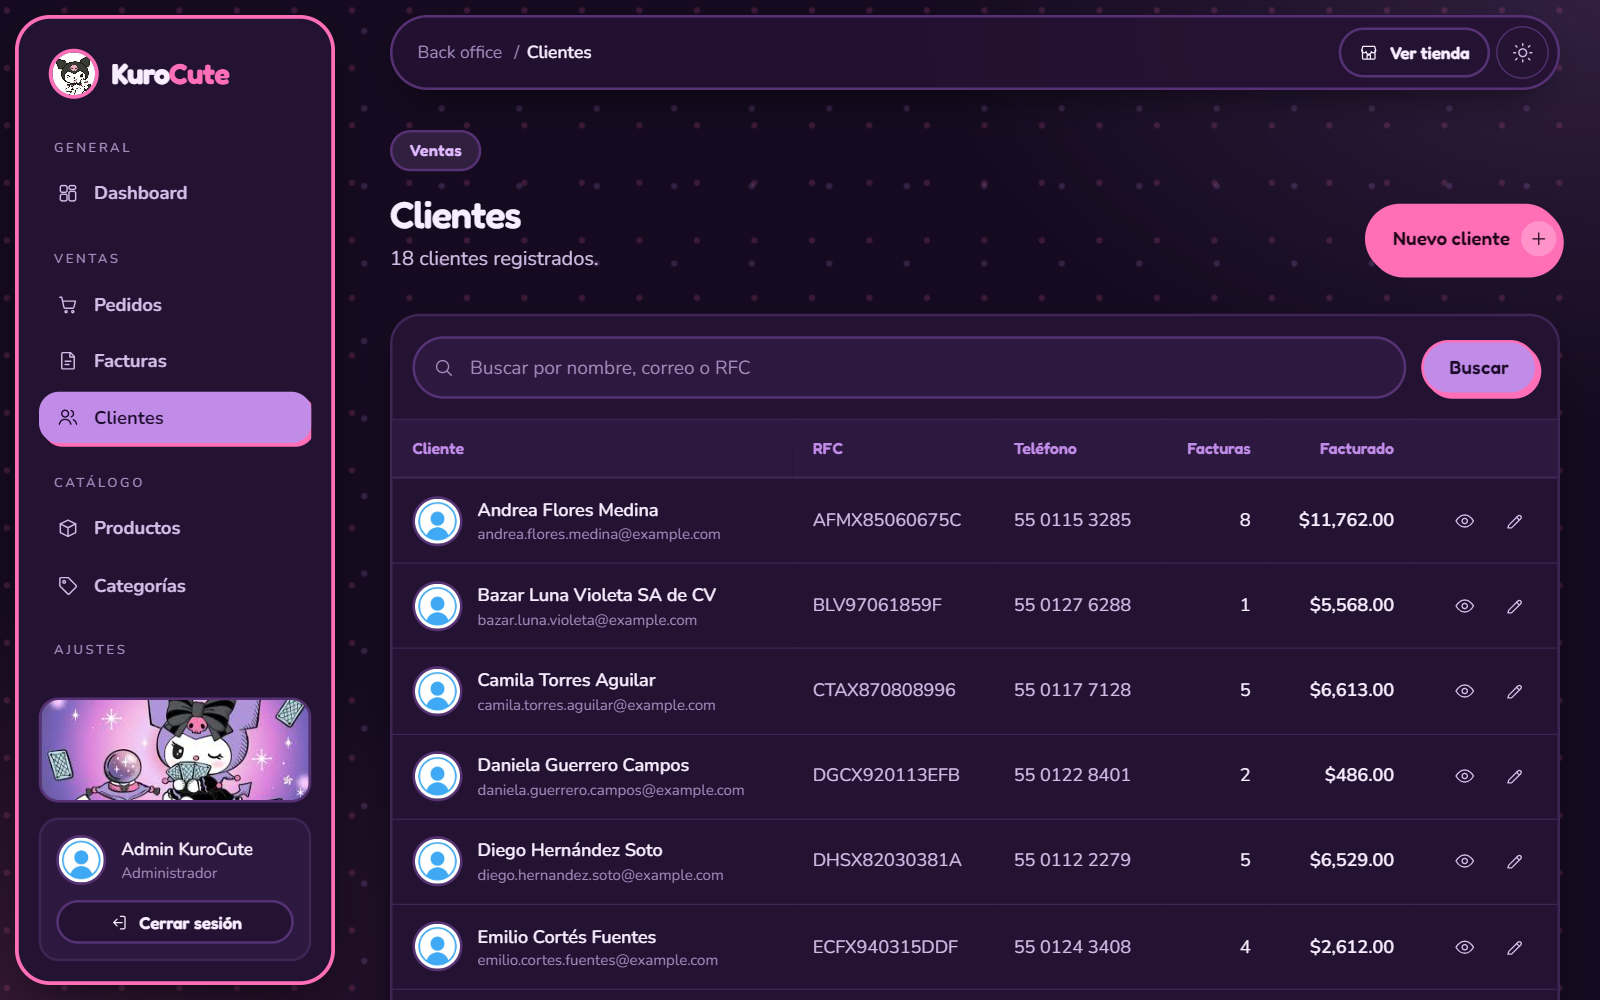 KuroCute
GENERAL
Dashboard
VENTAS
Pedidos
Facturas
Clientes
CATÁLOGO
Productos
Categorías
AJUSTES
Admin KuroCute
Administrador
Cerrar sesión
Back office / Clientes
Ver tienda
Ventas
Clientes
18 clientes registrados.
Nuevo cliente
Buscar por nombre, correo o RFC
Buscar
Cliente RFC Teléfono Facturas Facturado
Andrea Flores Medina
andrea.flores.medina@example.com
AFMX85060675C 55 0115 3285 8 $11,762.00
Bazar Luna Violeta SA de CV
bazar.luna.violeta@example.com
BLV97061859F 55 0127 6288 1 $5,568.00
Camila Torres Aguilar
camila.torres.aguilar@example.com
CTAX870808996 55 0117 7128 5 $6,613.00
Daniela Guerrero Campos
daniela.guerrero.campos@example.com
DGCX920113EFB 55 0122 8401 2 $486.00
Diego Hernández Soto
diego.hernandez.soto@example.com
DHSX82030381A 55 0112 2279 5 $6,529.00
Emilio Cortés Fuentes
emilio.cortes.fuentes@example.com
ECFX940315DDF 55 0124 3408 4 $2,612.00